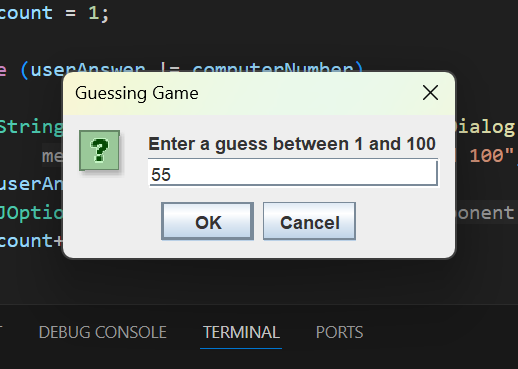 count = 1;
(userAnswer != computerNumber)
Guessing Game
String
Dialog
Enter a guess between 1 and 100
me
100"
55
userAn
JOptio
ponent
OK
Cancel
count+
DEBUG CONSOLE
TERMINAL
PORTS